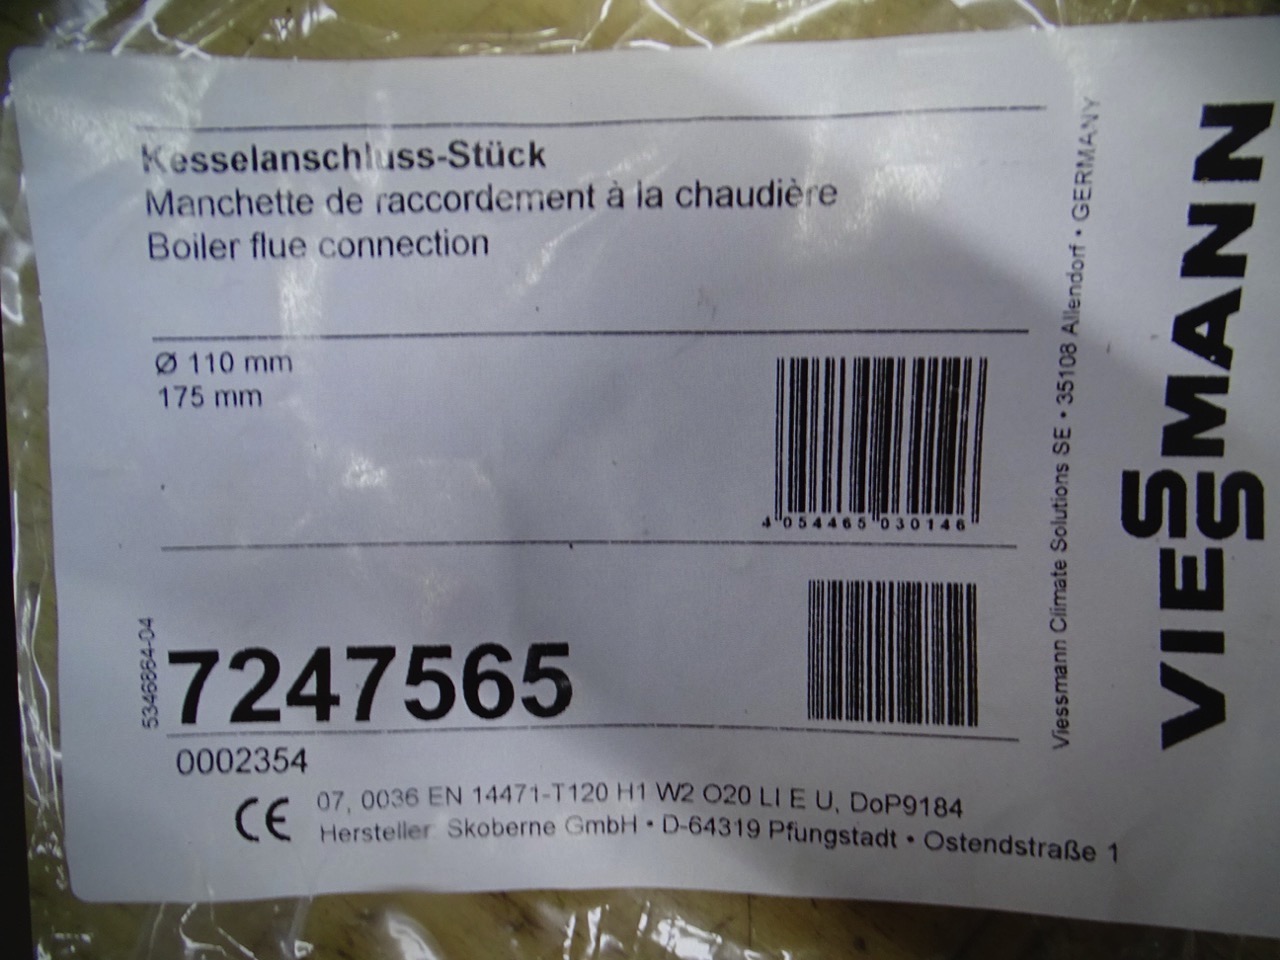 Kesselanschluss-Stück
Manchette de raccordement à la chaudière
Boiler flue connection
Ø 110 mm
175 mm
4 054465 030146
5346864-04
7247565
0002354
CE 07, 0036 EN 14471-T120 H1 W2 O20 LI E U, DoP9184
Hersteller Skoberne GmbH • D-64319 Pfungstadt • Ostendstraße 1
Viessmann Climate Solutions SE • 35108 Allendorf • GERMANY
VIESSMANN